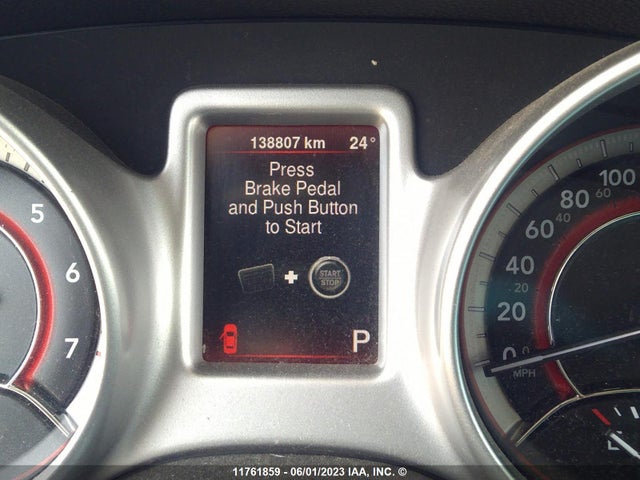 138807 km 24°
Press
Brake Pedal
and Push Button
to Start
START
STOP
P
5
6
7
100
80 60
60 40
40
20
20
0 0
MPH
E
11761859 - 06/01/2023 IAA, INC. ©